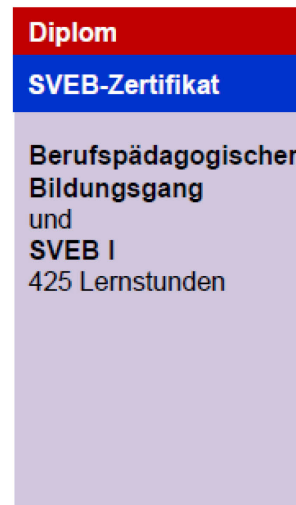 Diplom
SVEB-Zertifikat
Berufspädagogischer
Bildungsgang
und
SVEB I
425 Lernstunden